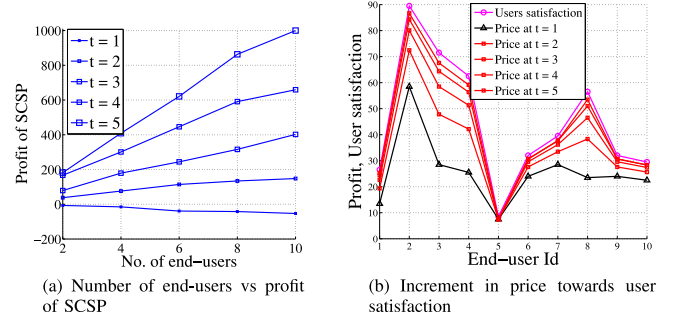 1000
800
600
400
200
0
−200
Profit of SCSP
t = 1
t = 2
t = 3
t = 4
t = 5
2
4
6
8
10
No. of end−users
(a) Number of end-users vs profit
of SCSP
90
80
70
60
50
40
30
20
10
0
Profit, User satisfaction
Users satisfaction
Price at t = 1
Price at t = 2
Price at t = 3
Price at t = 4
Price at t = 5
1
2
3
4
5
6
7
8
9
10
End−user Id
(b) Increment in price towards user
satisfaction